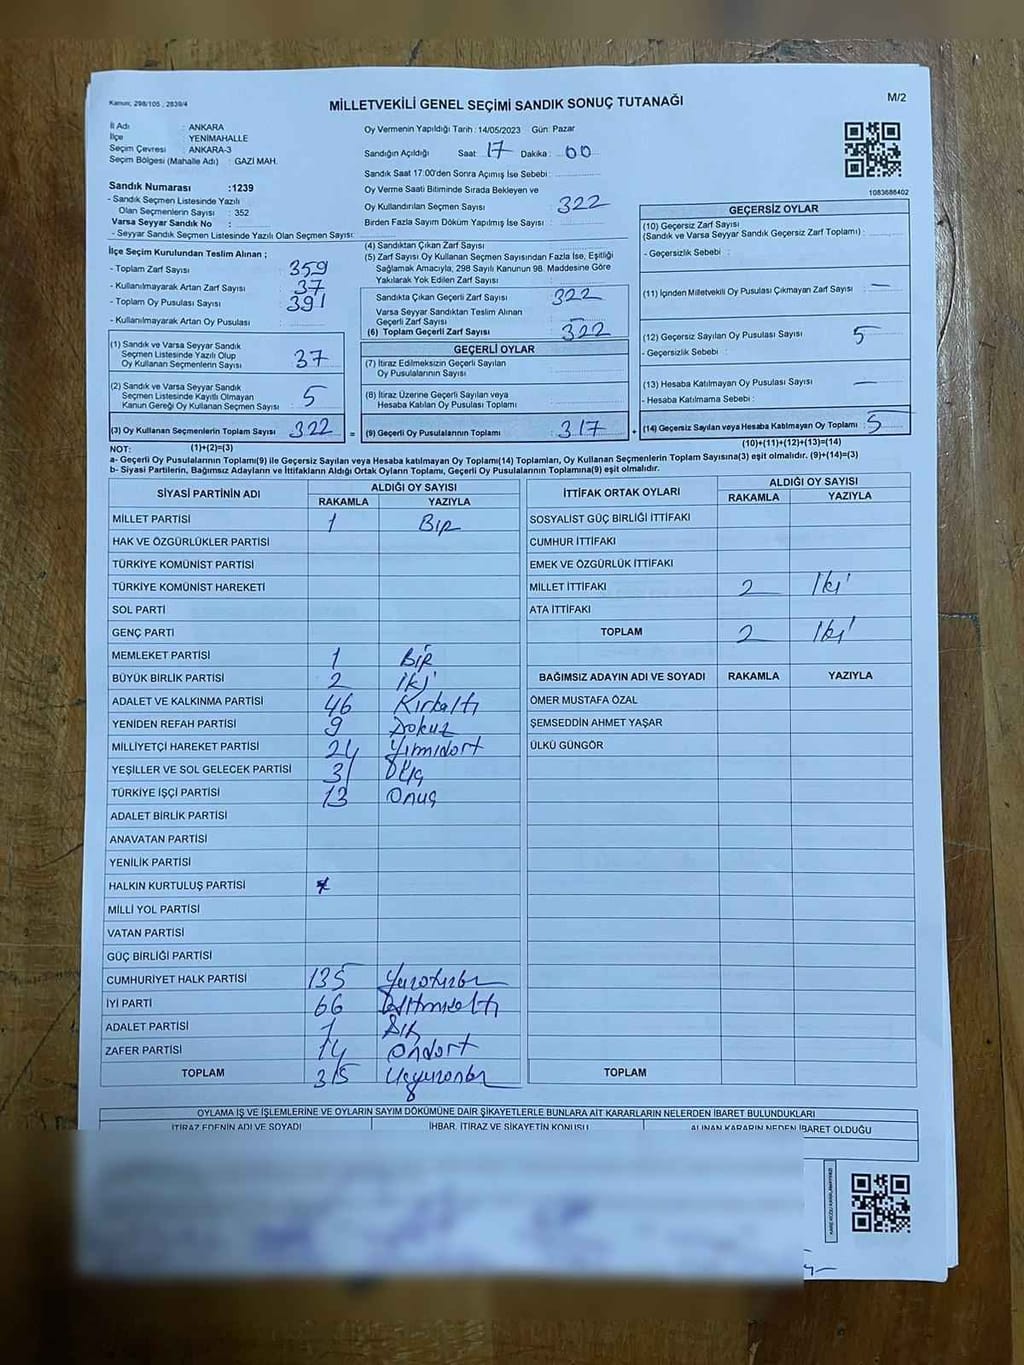 Kanun; 298/105 , 2839/4
MİLLETVEKİLİ GENEL SEÇİMİ SANDIK SONUÇ TUTANAĞI
M/2
İl Adı : ANKARA
İlçe : YENİMAHALLE
Seçim Çevresi : ANKARA-3
Seçim Bölgesi (Mahalle Adı) : GAZİ MAH.
Sandık Numarası :1239
- Sandık Seçmen Listesinde Yazılı
Olan Seçmenlerin Sayısı : 352
Varsa Seyyar Sandık No :
- Seyyar Sandık Seçmen Listesinde Yazılı Olan Seçmen Sayısı:
Oy Vermenin Yapıldığı Tarih : 14/05/2023 Gün: Pazar
Sandığın Açıldığı Saat: 17 Dakika : 00
Sandık Saat 17:00'den Sonra Açımış İse Sebebi :
Oy Verme Saati Bitiminde Sırada Bekleyen ve
Oy Kullandırılan Seçmen Sayısı : 322
Birden Fazla Sayım Döküm Yapılmış İse Sayısı :
1083686402
İlçe Seçim Kurulundan Teslim Alınan ;
- Toplam Zarf Sayısı : 359
- Kullanılmayarak Artan Zarf Sayısı : 37
- Toplam Oy Pusulası Sayısı : 391
- Kullanılmayarak Artan Oy Pusulası :
(1) Sandık ve Varsa Seyyar Sandık
Seçmen Listesinde Yazılı Olup
Oy Kullanan Seçmenlerin Sayısı : 37
(2) Sandık ve Varsa Seyyar Sandık
Seçmen Listesinde Kayıtlı Olmayan
Kanun Gereği Oy Kullanan Seçmen Sayısı : 5
(3) Oy Kullanan Seçmenlerin Toplam Sayısı : 322
(1)+(2)=(3)
(4) Sandıktan Çıkan Zarf Sayısı :
(5) Zarf Sayısı Oy Kullanan Seçmen Sayısından Fazla İse, Eşitliği
Sağlamak Amacıyla, 298 Sayılı Kanunun 98. Maddesine Göre
Yakılarak Yok Edilen Zarf Sayısı :
Sandıkta Çıkan Geçerli Zarf Sayısı : 322
Varsa Seyyar Sandıktan Teslim Alınan
Geçerli Zarf Sayısı :
(6) Toplam Geçerli Zarf Sayısı : 322
GEÇERLİ OYLAR
(7) İtiraz Edilmeksizin Geçerli Sayılan
Oy Pusulalarının Sayısı :
(8) İtiraz Üzerine Geçerli Sayılan veya
Hesaba Katılan Oy Pusulası Toplamı :
= (9) Geçerli Oy Pusulalarının Toplamı : 317 +
GEÇERSİZ OYLAR
(10) Geçersiz Zarf Sayısı
(Sandık ve Varsa Seyyar Sandık Geçersiz Zarf Toplamı) :
- Geçersizlik Sebebi :
(11) İçinden Milletvekili Oy Pusulası Çıkmayan Zarf Sayısı : —
(12) Geçersiz Sayılan Oy Pusulası Sayısı : 5
- Geçersizlik Sebebi :
(13) Hesaba Katılmayan Oy Pusulası Sayısı : —
- Hesaba Katılmama Sebebi :
(14) Geçersiz Sayılan veya Hesaba Katılmayan Oy Toplamı : 5
(10)+(11)+(12)+(13)=(14)
NOT:
a- Geçerli Oy Pusulalarının Toplamı(9) ile Geçersiz Sayılan veya Hesaba katılmayan Oy Toplamı(14) Toplamları, Oy Kullanan Seçmenlerin Toplam Sayısına(3) eşit olmalıdır. (9)+(14)=(3)
b- Siyasi Partilerin, Bağımsız Adayların ve İttifakların Aldığı Ortak Oyların Toplamı, Geçerli Oy Pusulalarının Toplamına(9) eşit olmalıdır.
SİYASİ PARTİNİN ADI ALDIĞI OY SAYISI
RAKAMLA YAZIYLA
MİLLET PARTİSİ 1 Bir
HAK VE ÖZGÜRLÜKLER PARTİSİ
TÜRKİYE KOMÜNİST PARTİSİ
TÜRKİYE KOMÜNİST HAREKETİ
SOL PARTİ
GENÇ PARTİ
MEMLEKET PARTİSİ 1 Bir
BÜYÜK BİRLİK PARTİSİ 2 İki
ADALET VE KALKINMA PARTİSİ 46 Kırkaltı
YENİDEN REFAH PARTİSİ 9 Dokuz
MİLLİYETÇİ HAREKET PARTİSİ 24 Yirmidört
YEŞİLLER VE SOL GELECEK PARTİSİ 3 Üç
TÜRKİYE İŞÇİ PARTİSİ 13 Onuç
ADALET BİRLİK PARTİSİ
ANAVATAN PARTİSİ
YENİLİK PARTİSİ
HALKIN KURTULUŞ PARTİSİ
MİLLİ YOL PARTİSİ
VATAN PARTİSİ
GÜÇ BİRLİĞİ PARTİSİ
CUMHURİYET HALK PARTİSİ 135
İYİ PARTİ 66
ADALET PARTİSİ 1
ZAFER PARTİSİ 14 Ondört
TOPLAM 315
İTTİFAK ORTAK OYLARI ALDIĞI OY SAYISI
RAKAMLA YAZIYLA
SOSYALİST GÜÇ BİRLİĞİ İTTİFAKI
CUMHUR İTTİFAKI
EMEK VE ÖZGÜRLÜK İTTİFAKI
MİLLET İTTİFAKI 2 İki
ATA İTTİFAKI
TOPLAM 2 İki
BAĞIMSIZ ADAYIN ADI VE SOYADI RAKAMLA YAZIYLA
ÖMER MUSTAFA ÖZAL
ŞEMSEDDİN AHMET YAŞAR
ÜLKÜ GÜNGÖR
TOPLAM
OYLAMA İŞ VE İŞLEMLERİNE VE OYLARIN SAYIM DÖKÜMÜNE DAİR ŞİKAYETLERLE BUNLARA AİT KARARLARIN NELERDEN İBARET BULUNDUKLARI
İTİRAZ EDENİN ADI VE SOYADI İHBAR, İTİRAZ VE ŞİKAYETİN KONUSU ALINAN KARARIN NEDEN İBARET OLDUĞU